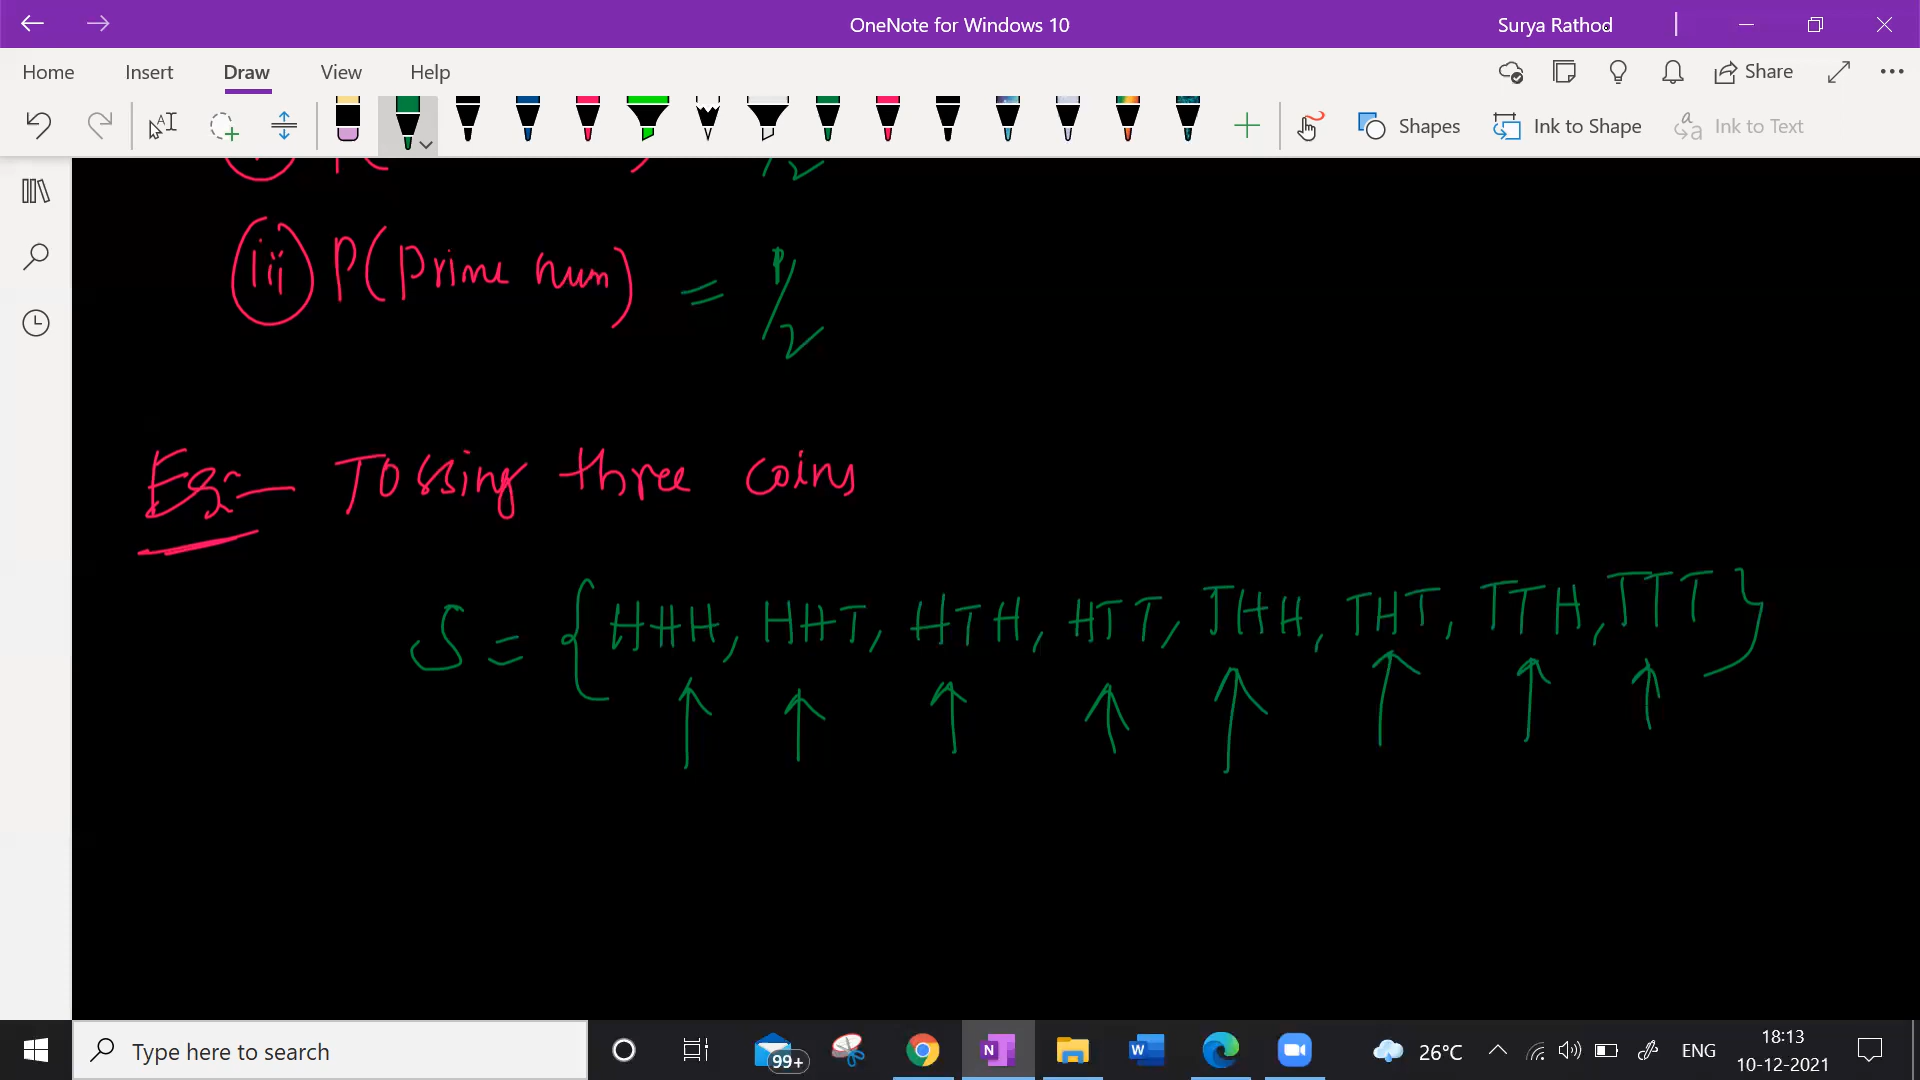 OneNote for Windows 10 Surya Rathod
Home Insert Draw View Help Share
Shapes Ink to Shape Ink to Text
(iii) P(Prime num) = 1/2
Eg:- Tossing three coins
S = {HHH, HHT, HTH, HTT, THH, THT, TTH, TTT}
Type here to search
99+
26°C ENG 18:13
10-12-2021